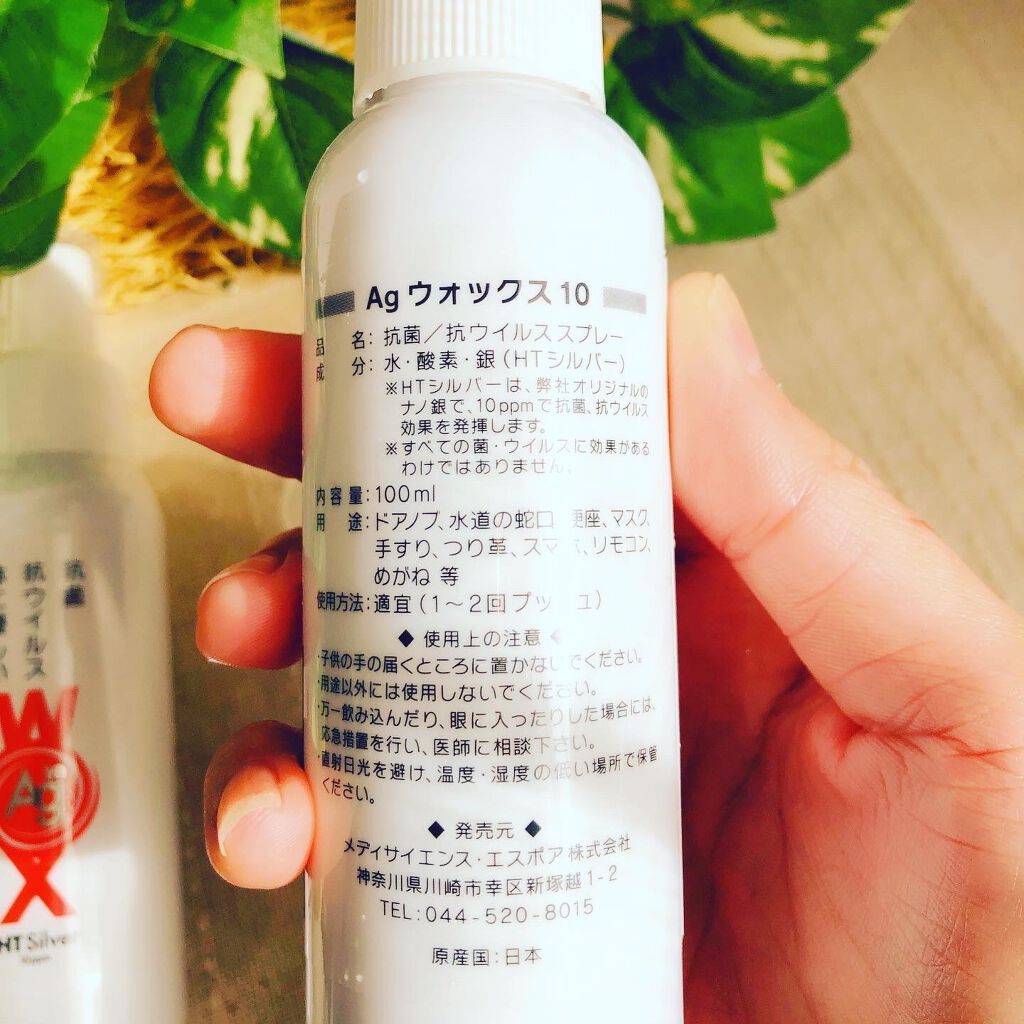 Ag ウォックス 10
品名: 抗菌/抗ウイルススプレー
成分: 水・酸素・銀(HTシルバー)
※HTシルバーは、弊社オリジナルの
ナノ銀で、10ppmで抗菌、抗ウイルス
効果を発揮します。
※すべての菌・ウイルスに効果がある
わけではありません。
内容量:100ml
用途:ドアノブ、水道の蛇口、便座、マスク、
手すり、つり革、スマホ、リモコン、
めがね 等
使用方法:適宜(1〜2回プッシュ)
◆ 使用上の注意 ◆
・子供の手の届くところに置かないでください。
・用途以外には使用しないでください。
・万一飲み込んだり、眼に入ったりした場合には、
応急措置を行い、医師に相談下さい。
・直射日光を避け、温度・湿度の低い場所で保管
ください。
◆ 発売元 ◆
メディサイエンス・エスポア株式会社
神奈川県川崎市幸区新塚越1-2
TEL:044-520-8015
原産国:日本
抗菌
抗ウイルス
W
Ag
X
HT Silver